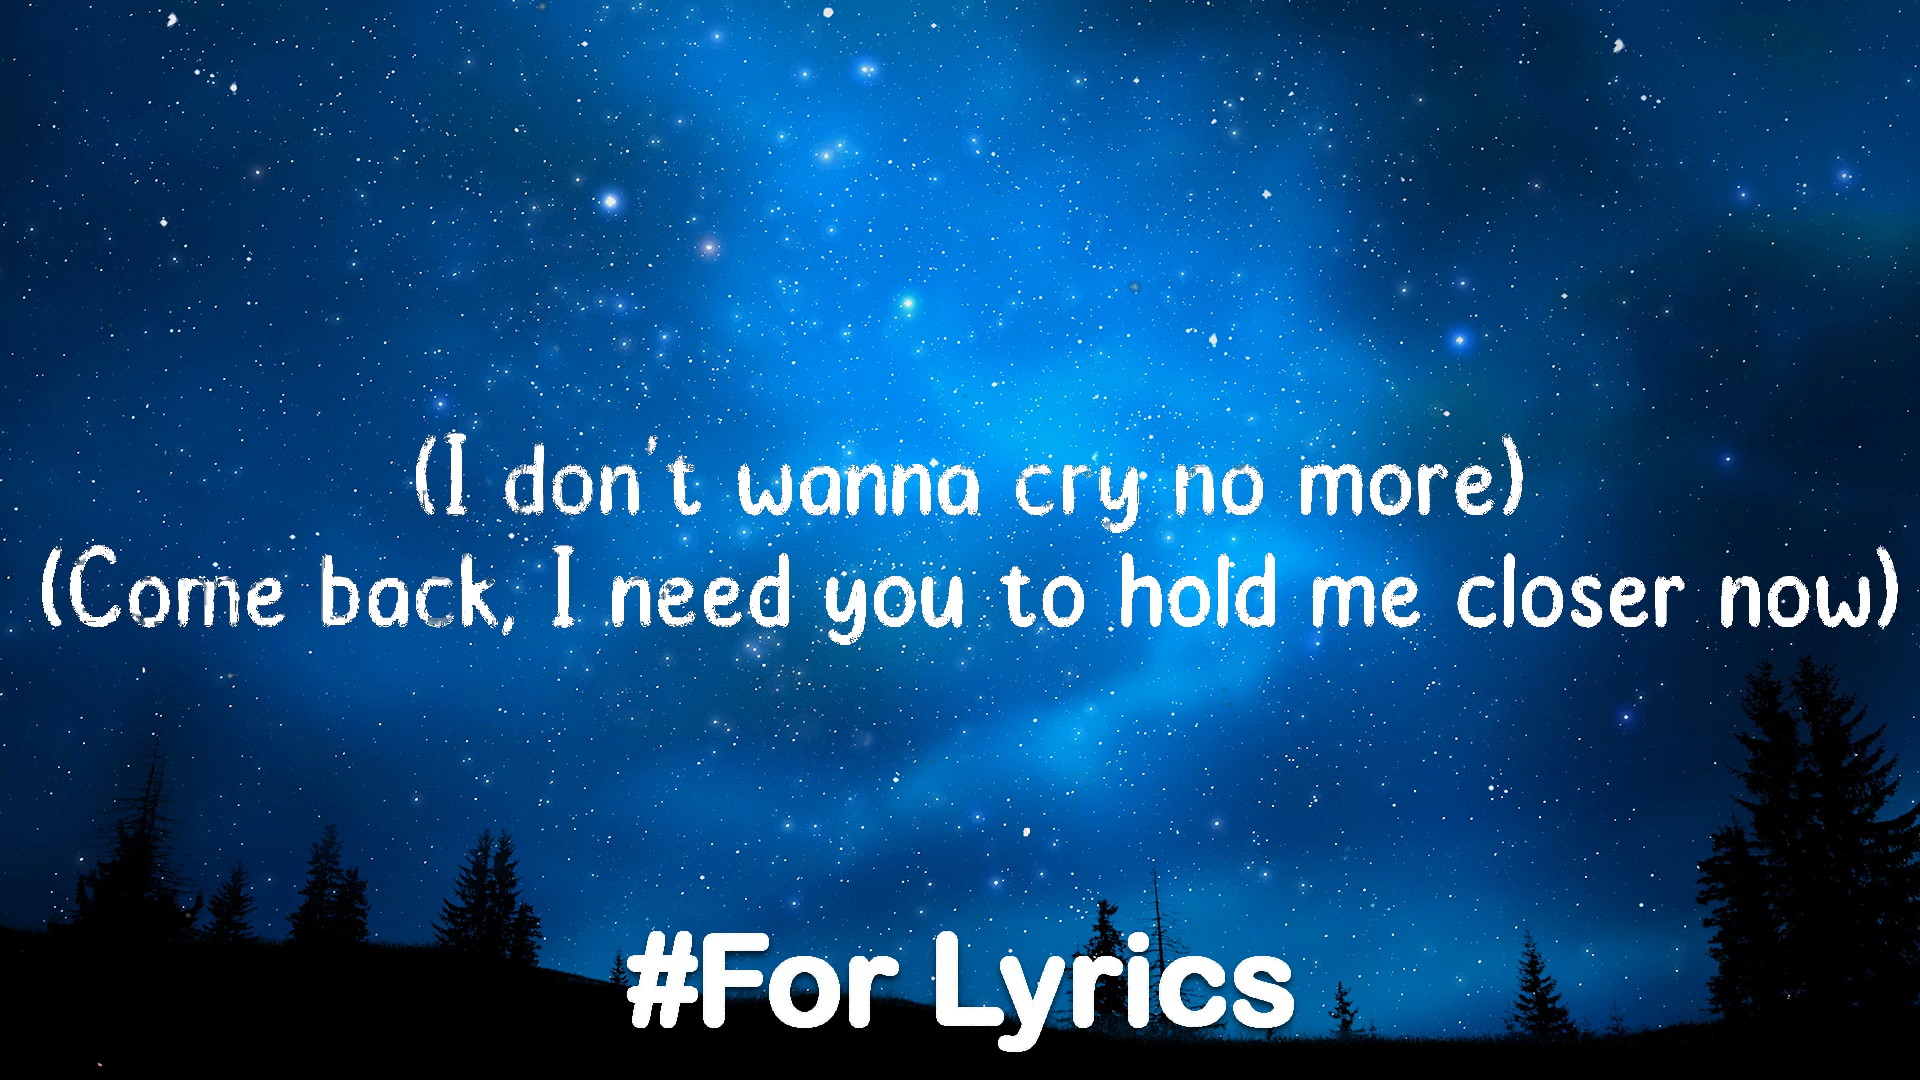 (I don't wanna cry no more)
(Come back, I need you to hold me closer now)
#For Lyrics